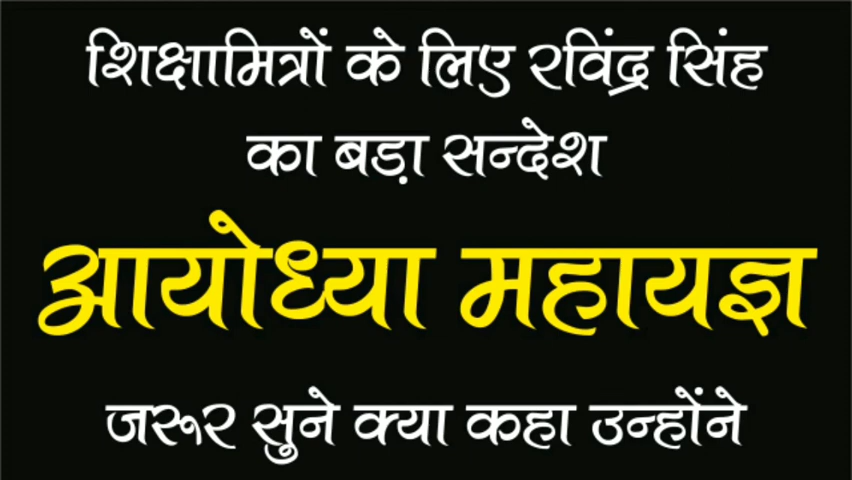 शिक्षामित्रों के लिए रविंद्र सिंह
का बड़ा सन्देश
आयोध्या महायज्ञ
जरूर सुने क्या कहा उन्होंने